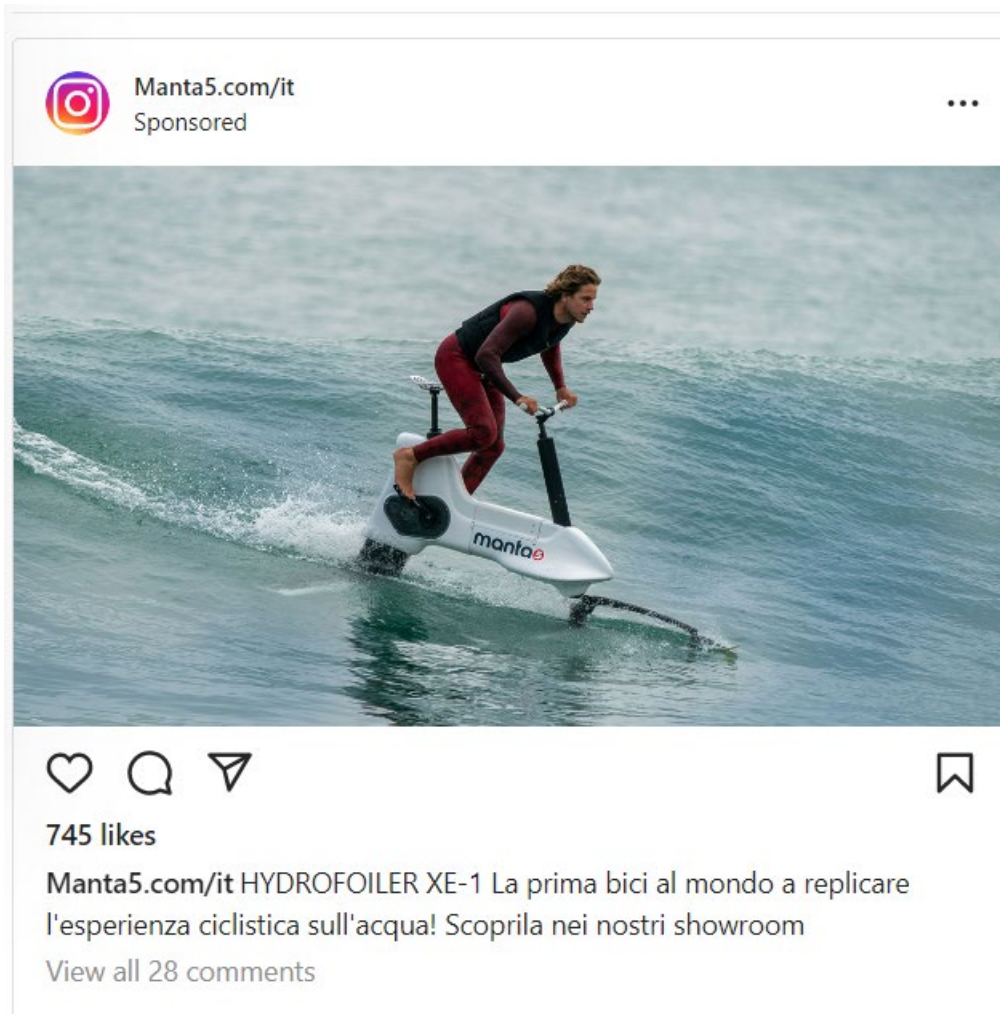 Manta5.com/it
Sponsored
manta5
745 likes
Manta5.com/it HYDROFOILER XE-1 La prima bici al mondo a replicare
l'esperienza ciclistica sull'acqua! Scoprila nei nostri showroom
View all 28 comments